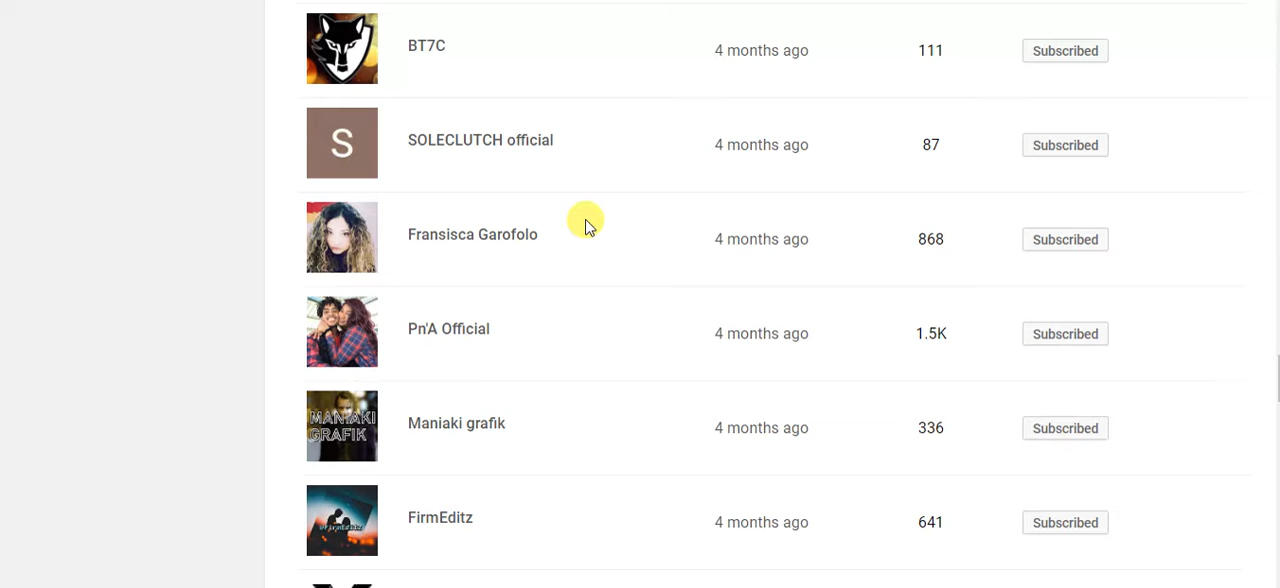 BT7C 4 months ago 111 Subscribed
S
SOLECLUTCH official 4 months ago 87 Subscribed
Fransisca Garofolo 4 months ago 868 Subscribed
Pn'A Official 4 months ago 1.5K Subscribed
MANIAKI
GRAFIK
Maniaki grafik 4 months ago 336 Subscribed
FirmEditz 4 months ago 641 Subscribed